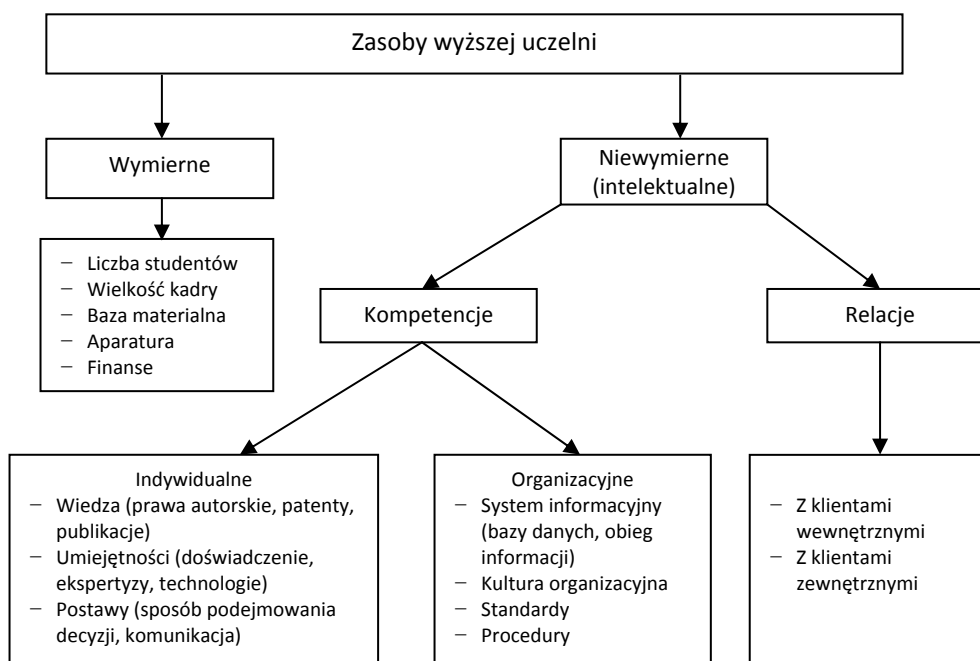 Zasoby wyższej uczelni
Wymierne
Niewymierne
(intelektualne)
– Liczba studentów
– Wielkość kadry
– Baza materialna
– Aparatura
– Finanse
Kompetencje
Relacje
Indywidualne
– Wiedza (prawa autorskie, patenty,
publikacje)
– Umiejętności (doświadczenie,
ekspertyzy, technologie)
– Postawy (sposób podejmowania
decyzji, komunikacja)
Organizacyjne
– System informacyjny
(bazy danych, obieg
informacji)
– Kultura organizacyjna
– Standardy
– Procedury
– Z klientami
wewnętrznymi
– Z klientami
zewnętrznymi